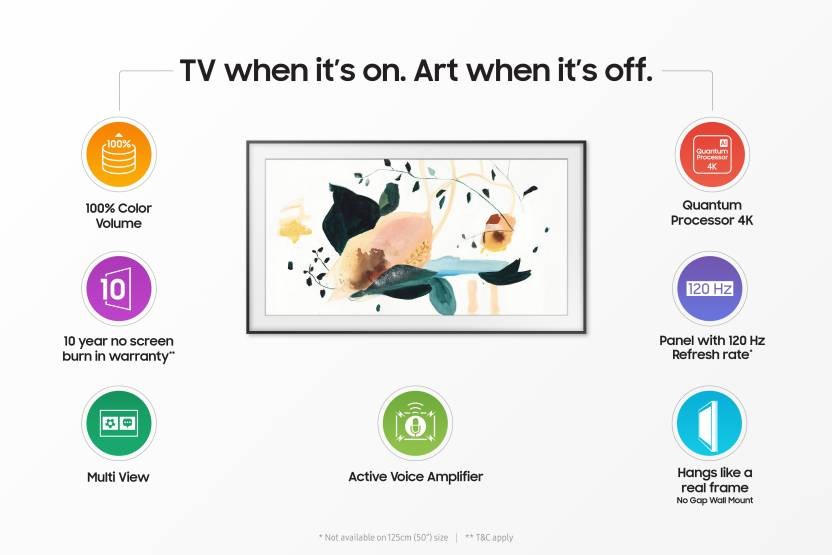 TV when it's on. Art when it's off.
100%
100% Color
Volume
AI
Quantum
Processor
4K
Quantum
Processor 4K
10
10 year no screen
burn in warranty**
120 Hz
Panel with 120 Hz
Refresh rate*
Multi View
Active Voice Amplifier
Hangs like a
real frame
No Gap Wall Mount
* Not available on 125cm (50") size | ** T&C apply